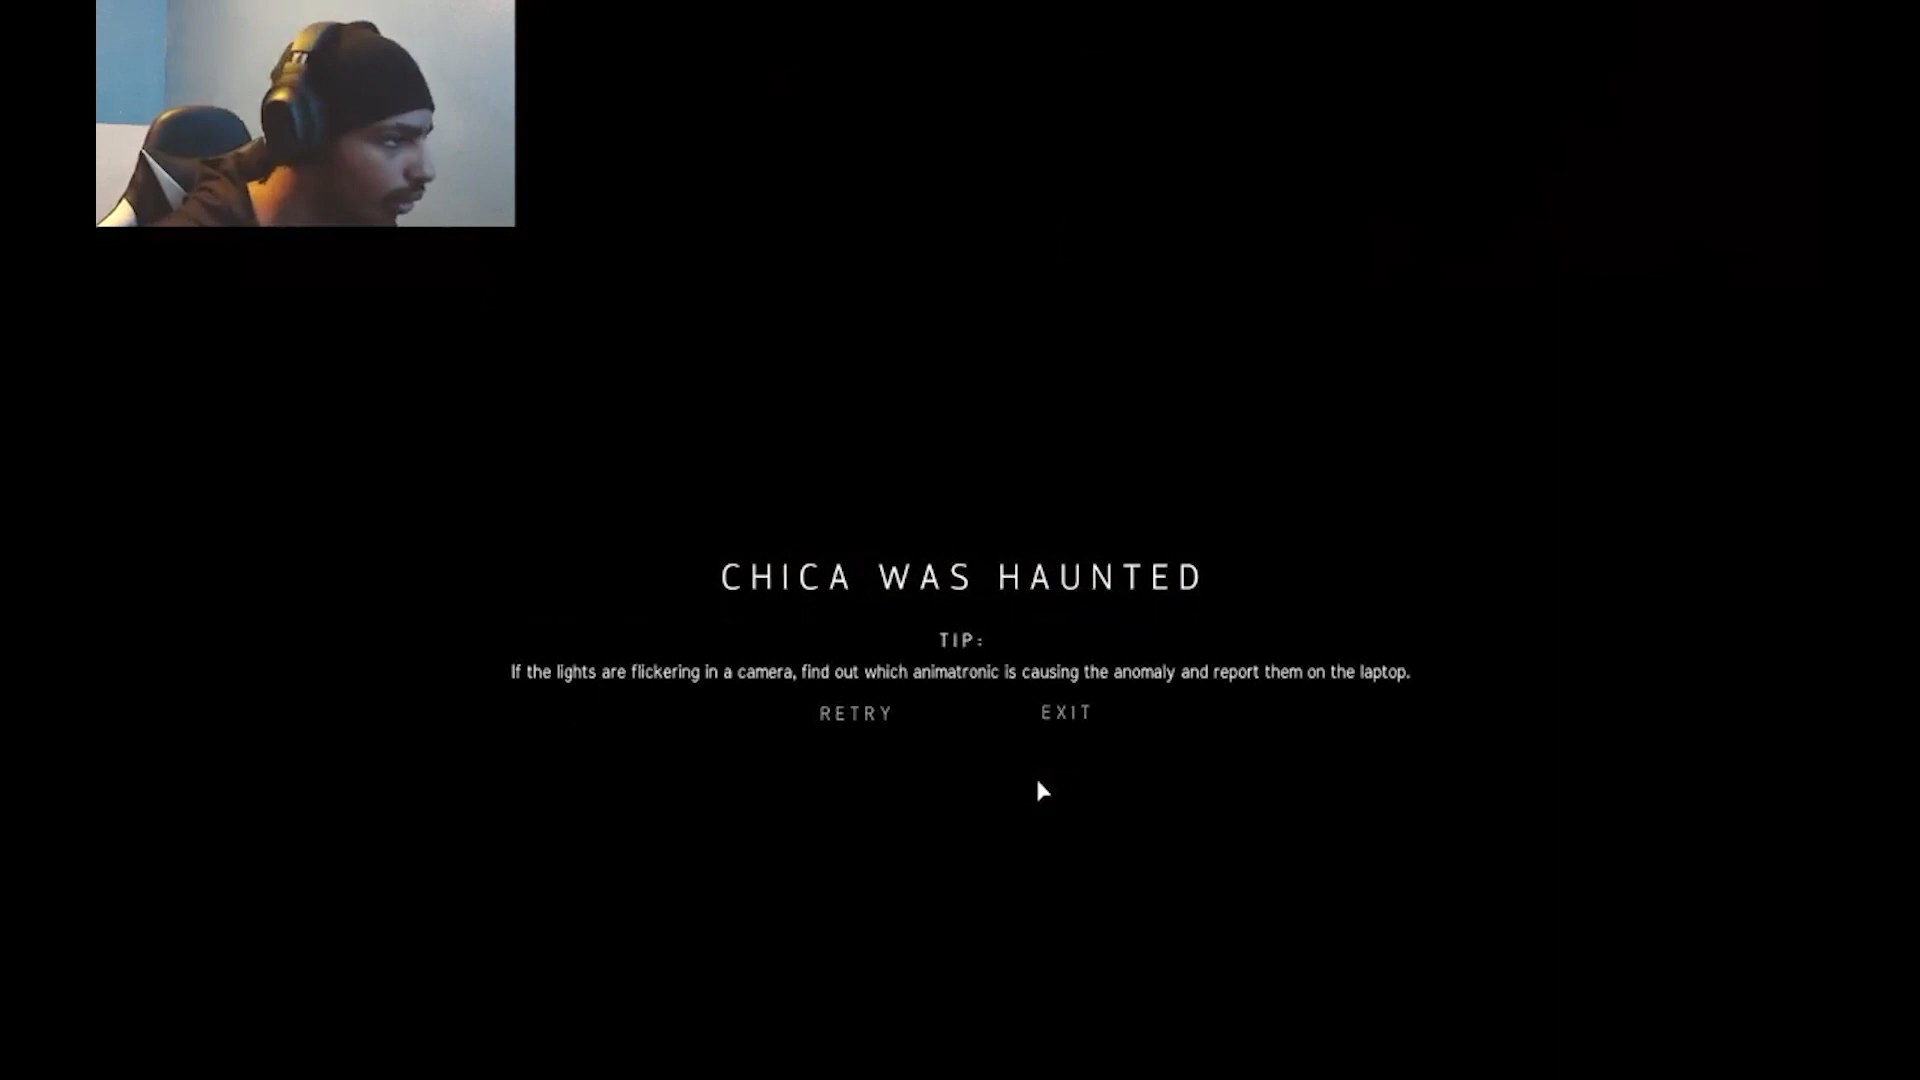 CHICA WAS HAUNTED
TIP:
If the lights are flickering in a camera, find out which animatronic is causing the anomaly and report them on the laptop.
RETRY EXIT